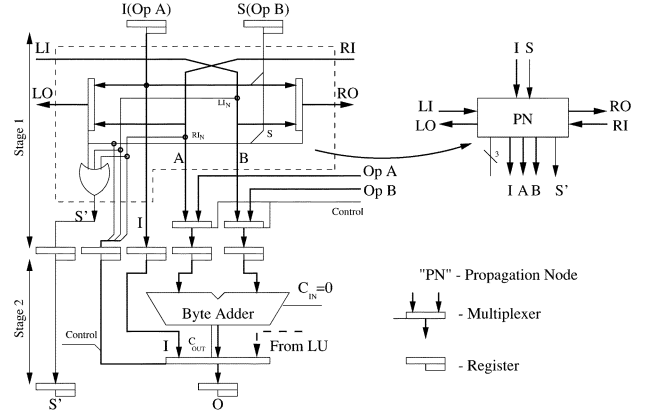 I(Op A) S(Op B)
LI RI
I S
LO RO
LI PN RO
LO RI
LI_N
RI_N S
Stage 1
A B
3
I A B S'
Op A
Op B
Control
S' I
"PN" - Propagation Node
C_IN=0
Byte Adder
- Multiplexer
Stage 2
Control
I C_OUT From LU
- Register
S' O